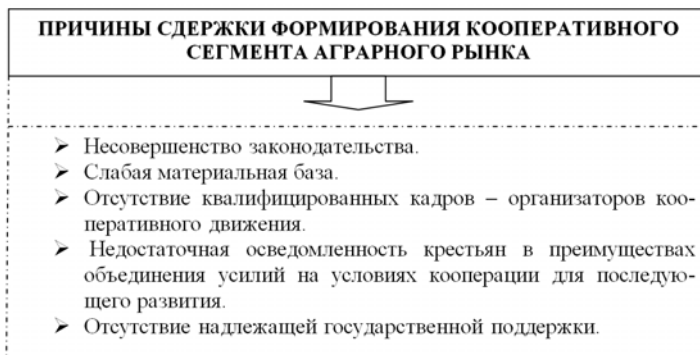 ПРИЧИНЫ СДЕРЖКИ ФОРМИРОВАНИЯ КООПЕРАТИВНОГО
СЕГМЕНТА АГРАРНОГО РЫНКА
➢ Несовершенство законодательства.
➢ Слабая материальная база.
➢ Отсутствие квалифицированных кадров – организаторов коо-
перативного движения.
➢ Недостаточная осведомленность крестьян в преимуществах
объединения усилий на условиях кооперации для последую-
щего развития.
➢ Отсутствие надлежащей государственной поддержки.